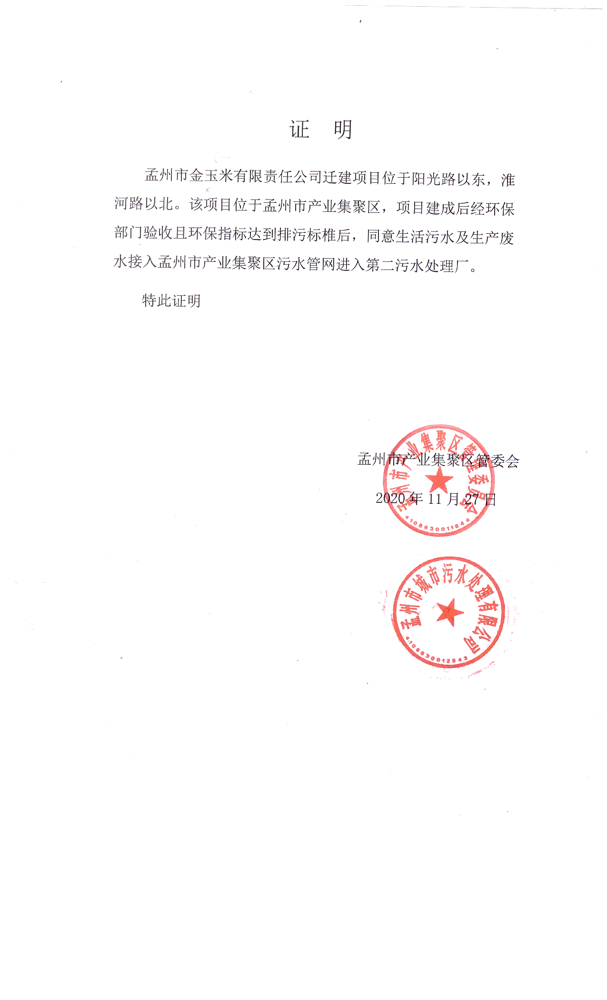 证 明
孟州市金玉米有限责任公司迁建项目位于阳光路以东，淮
河路以北。该项目位于孟州市产业集聚区，项目建成后经环保
部门验收且环保指标达到排污标椎后，同意生活污水及生产废
水接入孟州市产业集聚区污水管网进入第二污水处理厂。
特此证明
孟州市产业集聚区管委会
2020年11月27日
孟州市产业集聚区管理委员会
孟州市城市污水处理有限公司
4108830012943